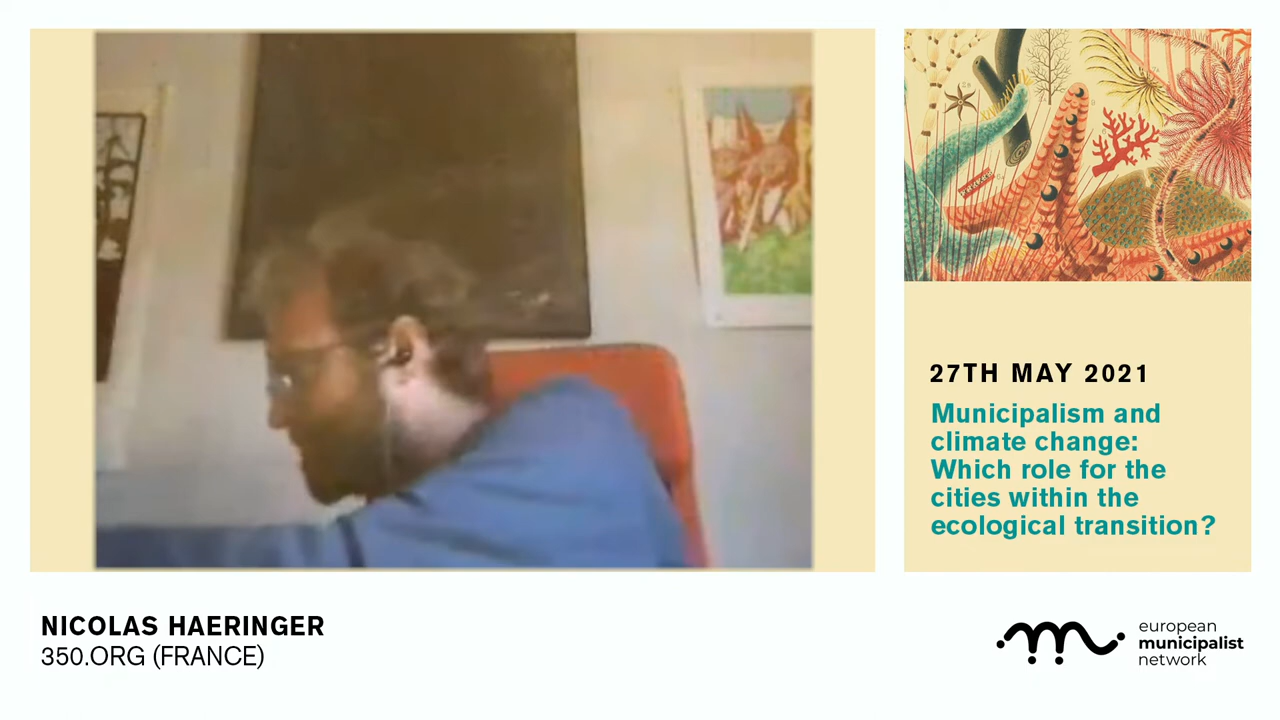 27TH MAY 2021
Municipalism and
climate change:
Which role for the
cities within the
ecological transition?
NICOLAS HAERINGER
350.ORG (FRANCE)
european
municipalist
network